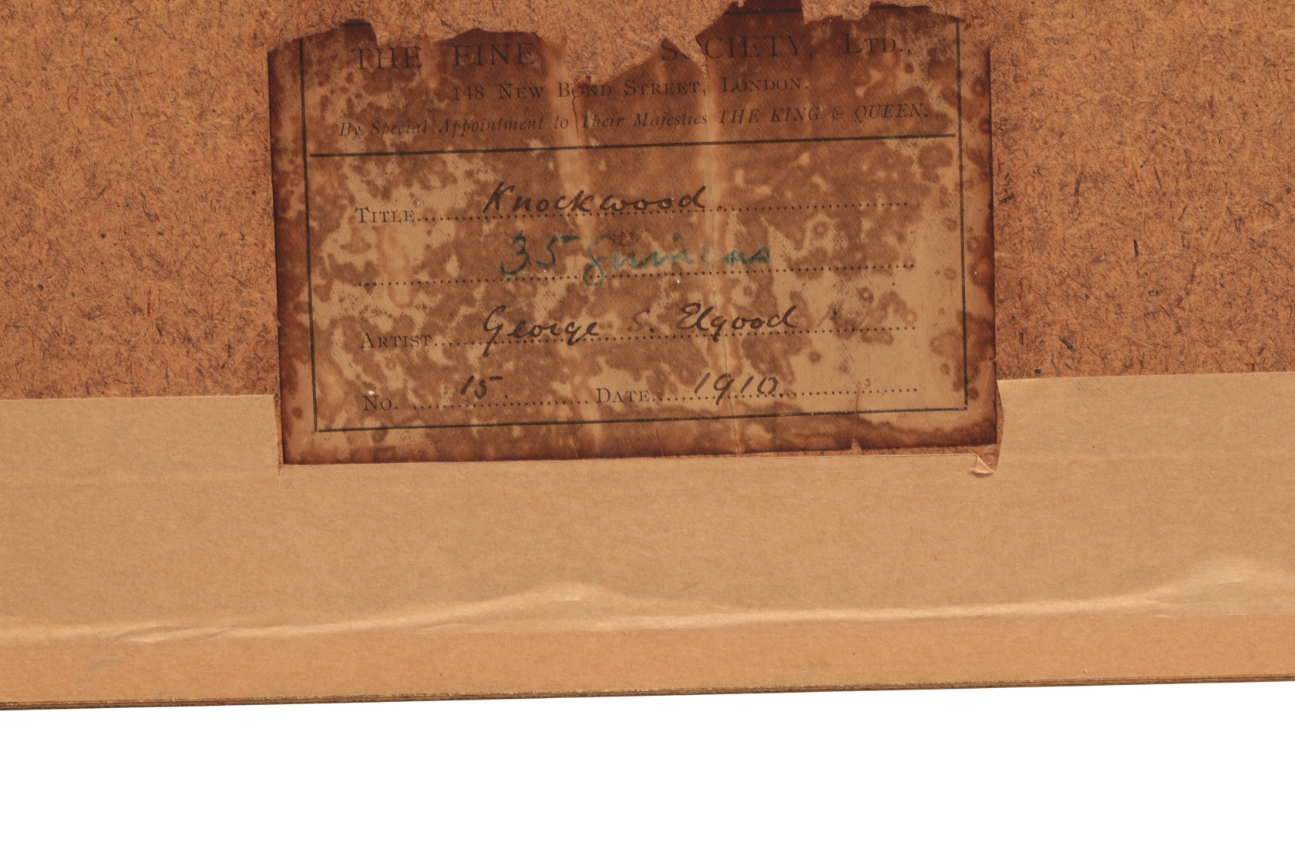 THE FINE SOCIETY, LTD.,
148 NEW BOND STREET, LONDON.
By Special Appointment to Their Majesties THE KING & QUEEN.
TITLE Knockwood
35 Guineas
ARTIST George S. Elgood
No. 15 DATE 1910.